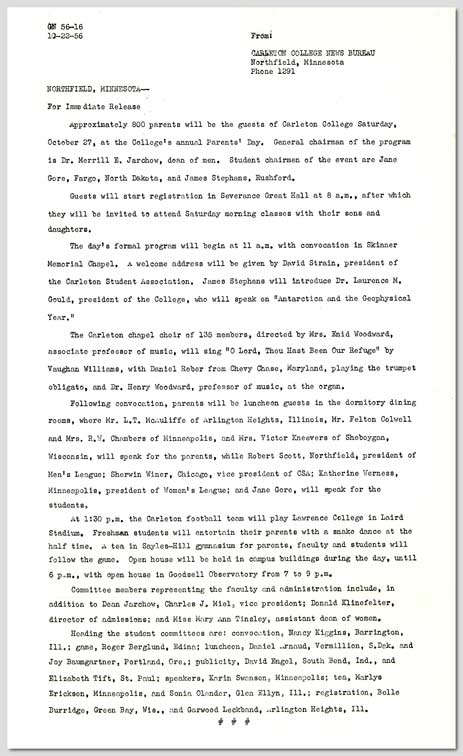 GN 56-16
10-22-56
From:
CARLETON COLLEGE NEWS BUREAU
Northfield, Minnesota
Phone 1291
NORTHFIELD, MINNESOTA—
For Immediate Release
Approximately 800 parents will be the guests of Carleton College Saturday,
October 27, at the College's annual Parents' Day. General chairman of the program
is Dr. Merrill E. Jarchow, dean of men. Student chairmen of the event are Jane
Gore, Fargo, North Dakota, and James Stephans, Rushford.
Guests will start registration in Severance Great Hall at 8 a.m., after which
they will be invited to attend Saturday morning classes with their sons and
daughters.
The day's formal program will begin at 11 a.m. with convocation in Skinner
Memorial Chapel. A welcome address will be given by David Strain, president of
the Carleton Student Association. James Stephans will introduce Dr. Laurence M.
Gould, president of the College, who will speak on "Antarctica and the Geophysical
Year."
The Carleton chapel choir of 135 members, directed by Mrs. Enid Woodward,
associate professor of music, will sing "O Lord, Thou Hast Been Our Refuge" by
Vaughan Williams, with Daniel Reber from Chevy Chase, Maryland, playing the trumpet
obligato, and Dr. Henry Woodward, professor of music, at the organ.
Following convocation, parents will be luncheon guests in the dormitory dining
rooms, where Mr. L.T. McAuliffe of Arlington Heights, Illinois, Mr. Felton Colwell
and Mrs. R.W. Chambers of Minneapolis, and Mrs. Victor Kneevers of Sheboygan,
Wisconsin, will speak for the parents, while Robert Scott, Northfield, president of
Men's League; Sherwin Winer, Chicago, vice president of CSA; Katherine Werness,
Minneapolis, president of Women's League; and Jane Gore, will speak for the
students.
At 1:30 p.m. the Carleton football team will play Lawrence College in Laird
Stadium. Freshman students will entertain their parents with a snake dance at the
half time. A tea in Sayles-Hill gymnasium for parents, faculty and students will
follow the game. Open house will be held in campus buildings during the day, until
6 p.m., with open house in Goodsell Observatory from 7 to 9 p.m.
Committee members representing the faculty and administration include, in
addition to Dean Jarchow, Charles J. Miel, vice president; Donald Klinefelter,
director of admissions; and Miss Mary Ann Tinsley, assistant dean of women.
Heading the student committees are: convocation, Nancy Kiggins, Barrington,
Ill.; game, Roger Berglund, Edina; luncheon, Daniel Arnaud, Vermillion, S.Dak. and
Joy Baumgartner, Portland, Ore.; publicity, David Engel, South Bend, Ind., and
Elizabeth Tift, St. Paul; speakers, Karin Swanson, Minneapolis; tea, Marlys
Erickson, Minneapolis, and Sonia Olander, Glen Ellyn, Ill.; registration, Belle
Burridge, Green Bay, Wis., and Garwood Leckband, Arlington Heights, Ill.
# # #